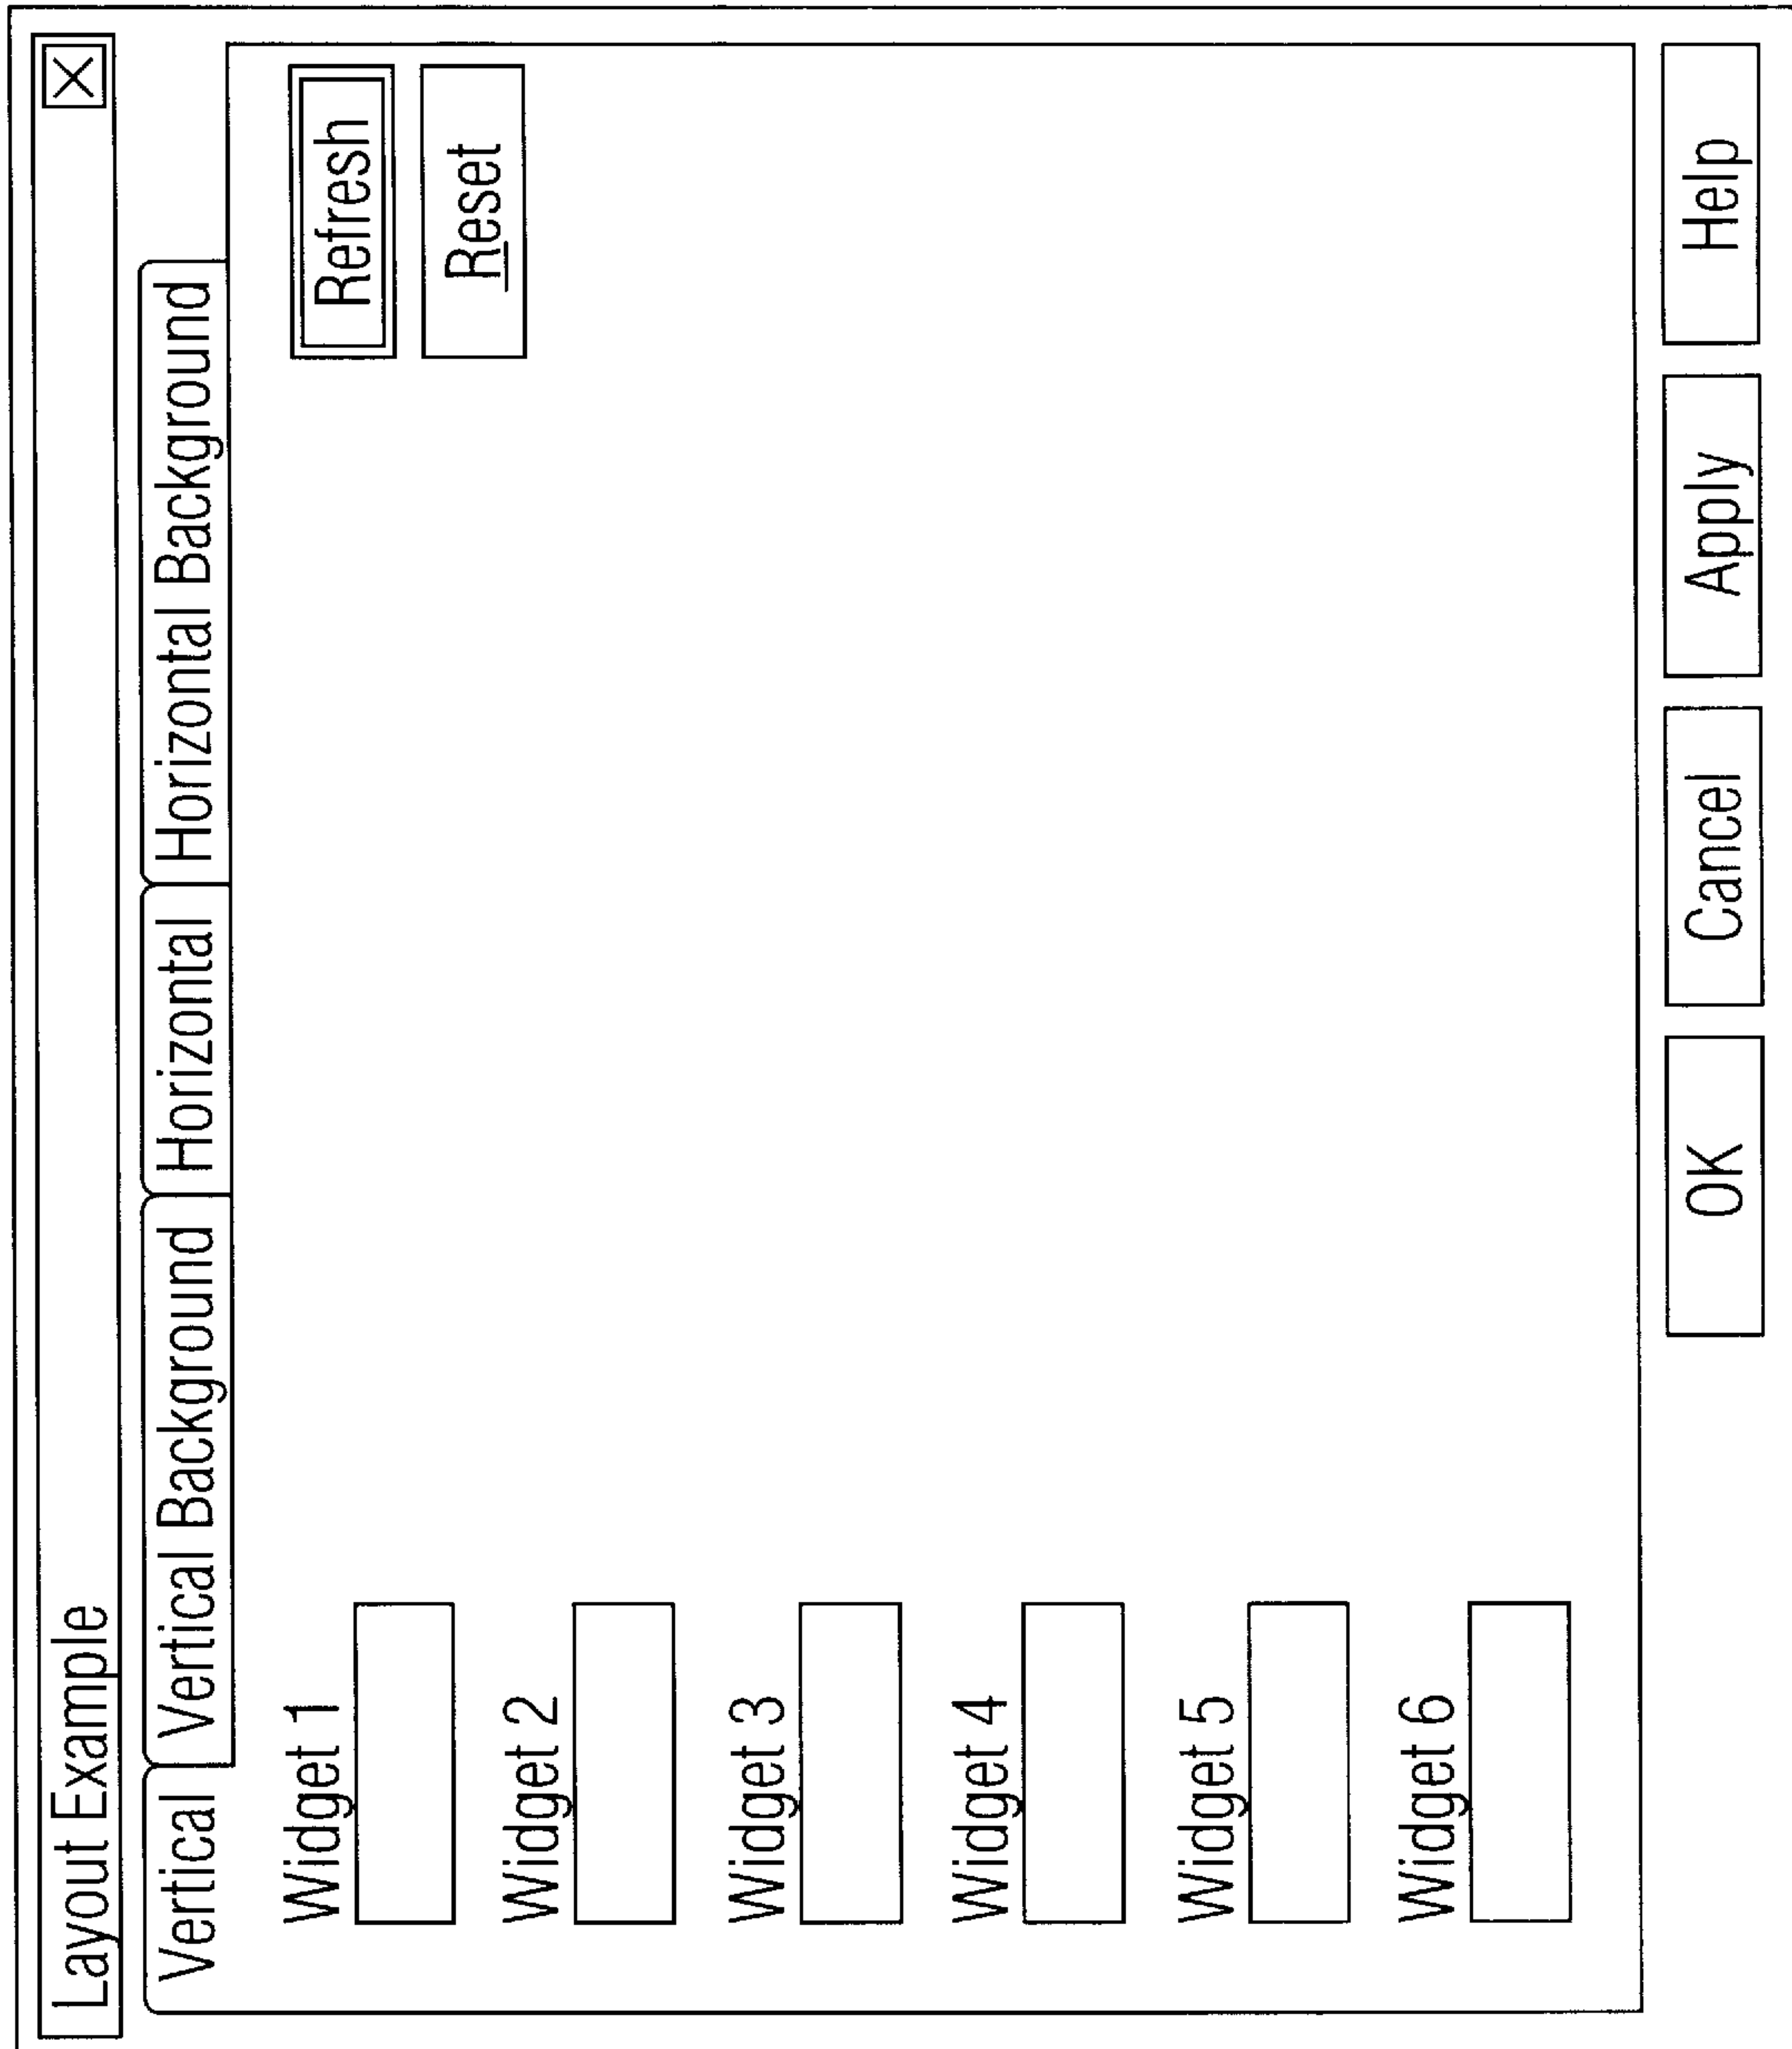 Layout Example
Vertical Vertical Background Horizontal Horizontal Background
Widget 1
Refresh
Widget 2
Reset
Widget 3
Widget 4
Widget 5
Widget 6
OK Cancel Apply Help